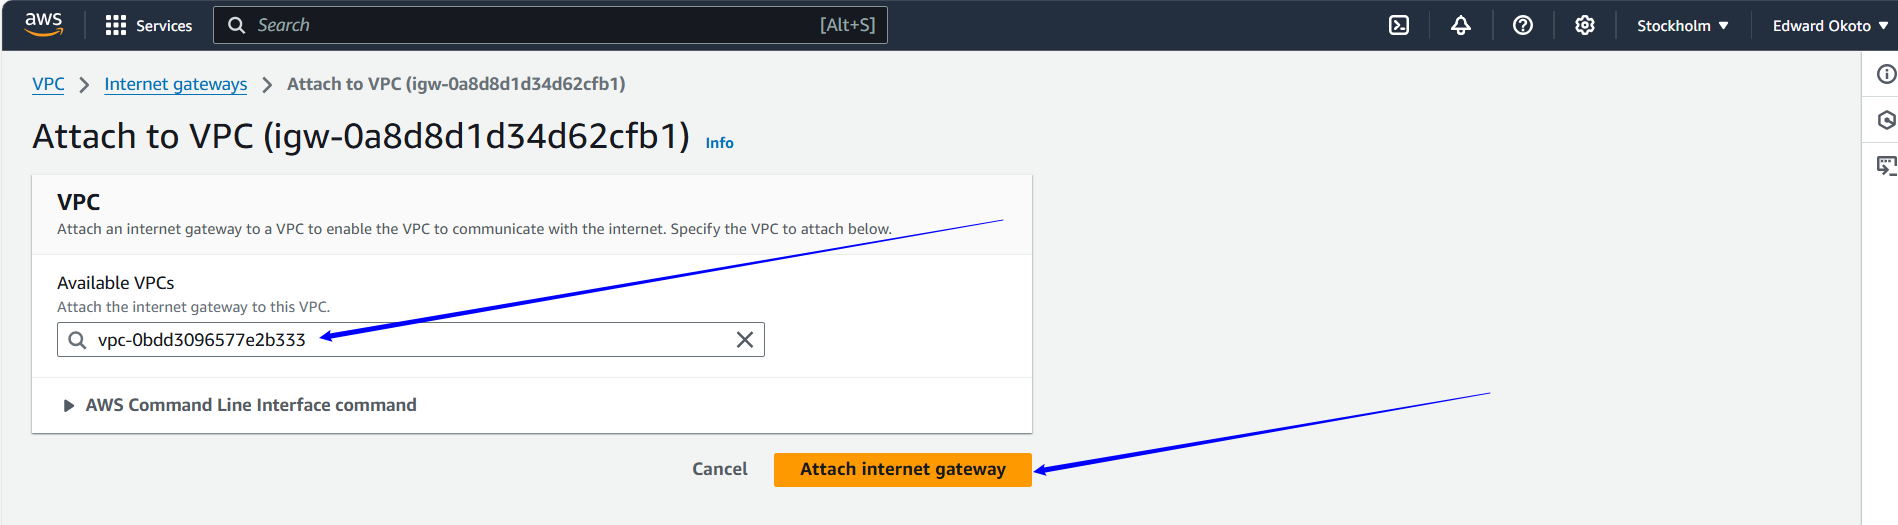 aws Services Search [Alt+S] Stockholm Edward Okoto
VPC Internet gateways Attach to VPC (igw-0a8d8d1d34d62cfb1)
Attach to VPC (igw-0a8d8d1d34d62cfb1) Info
VPC
Attach an internet gateway to a VPC to enable the VPC to communicate with the internet. Specify the VPC to attach below.
Available VPCs
Attach the internet gateway to this VPC.
vpc-0bdd3096577e2b333
AWS Command Line Interface command
Cancel Attach internet gateway